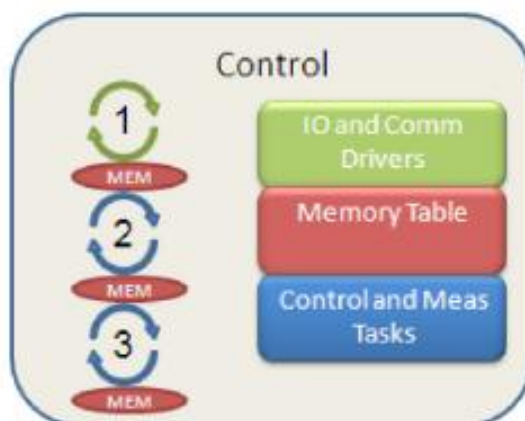 Control
1
MEM
2
MEM
3
MEM
IO and Comm
Drivers
Memory Table
Control and Meas
Tasks